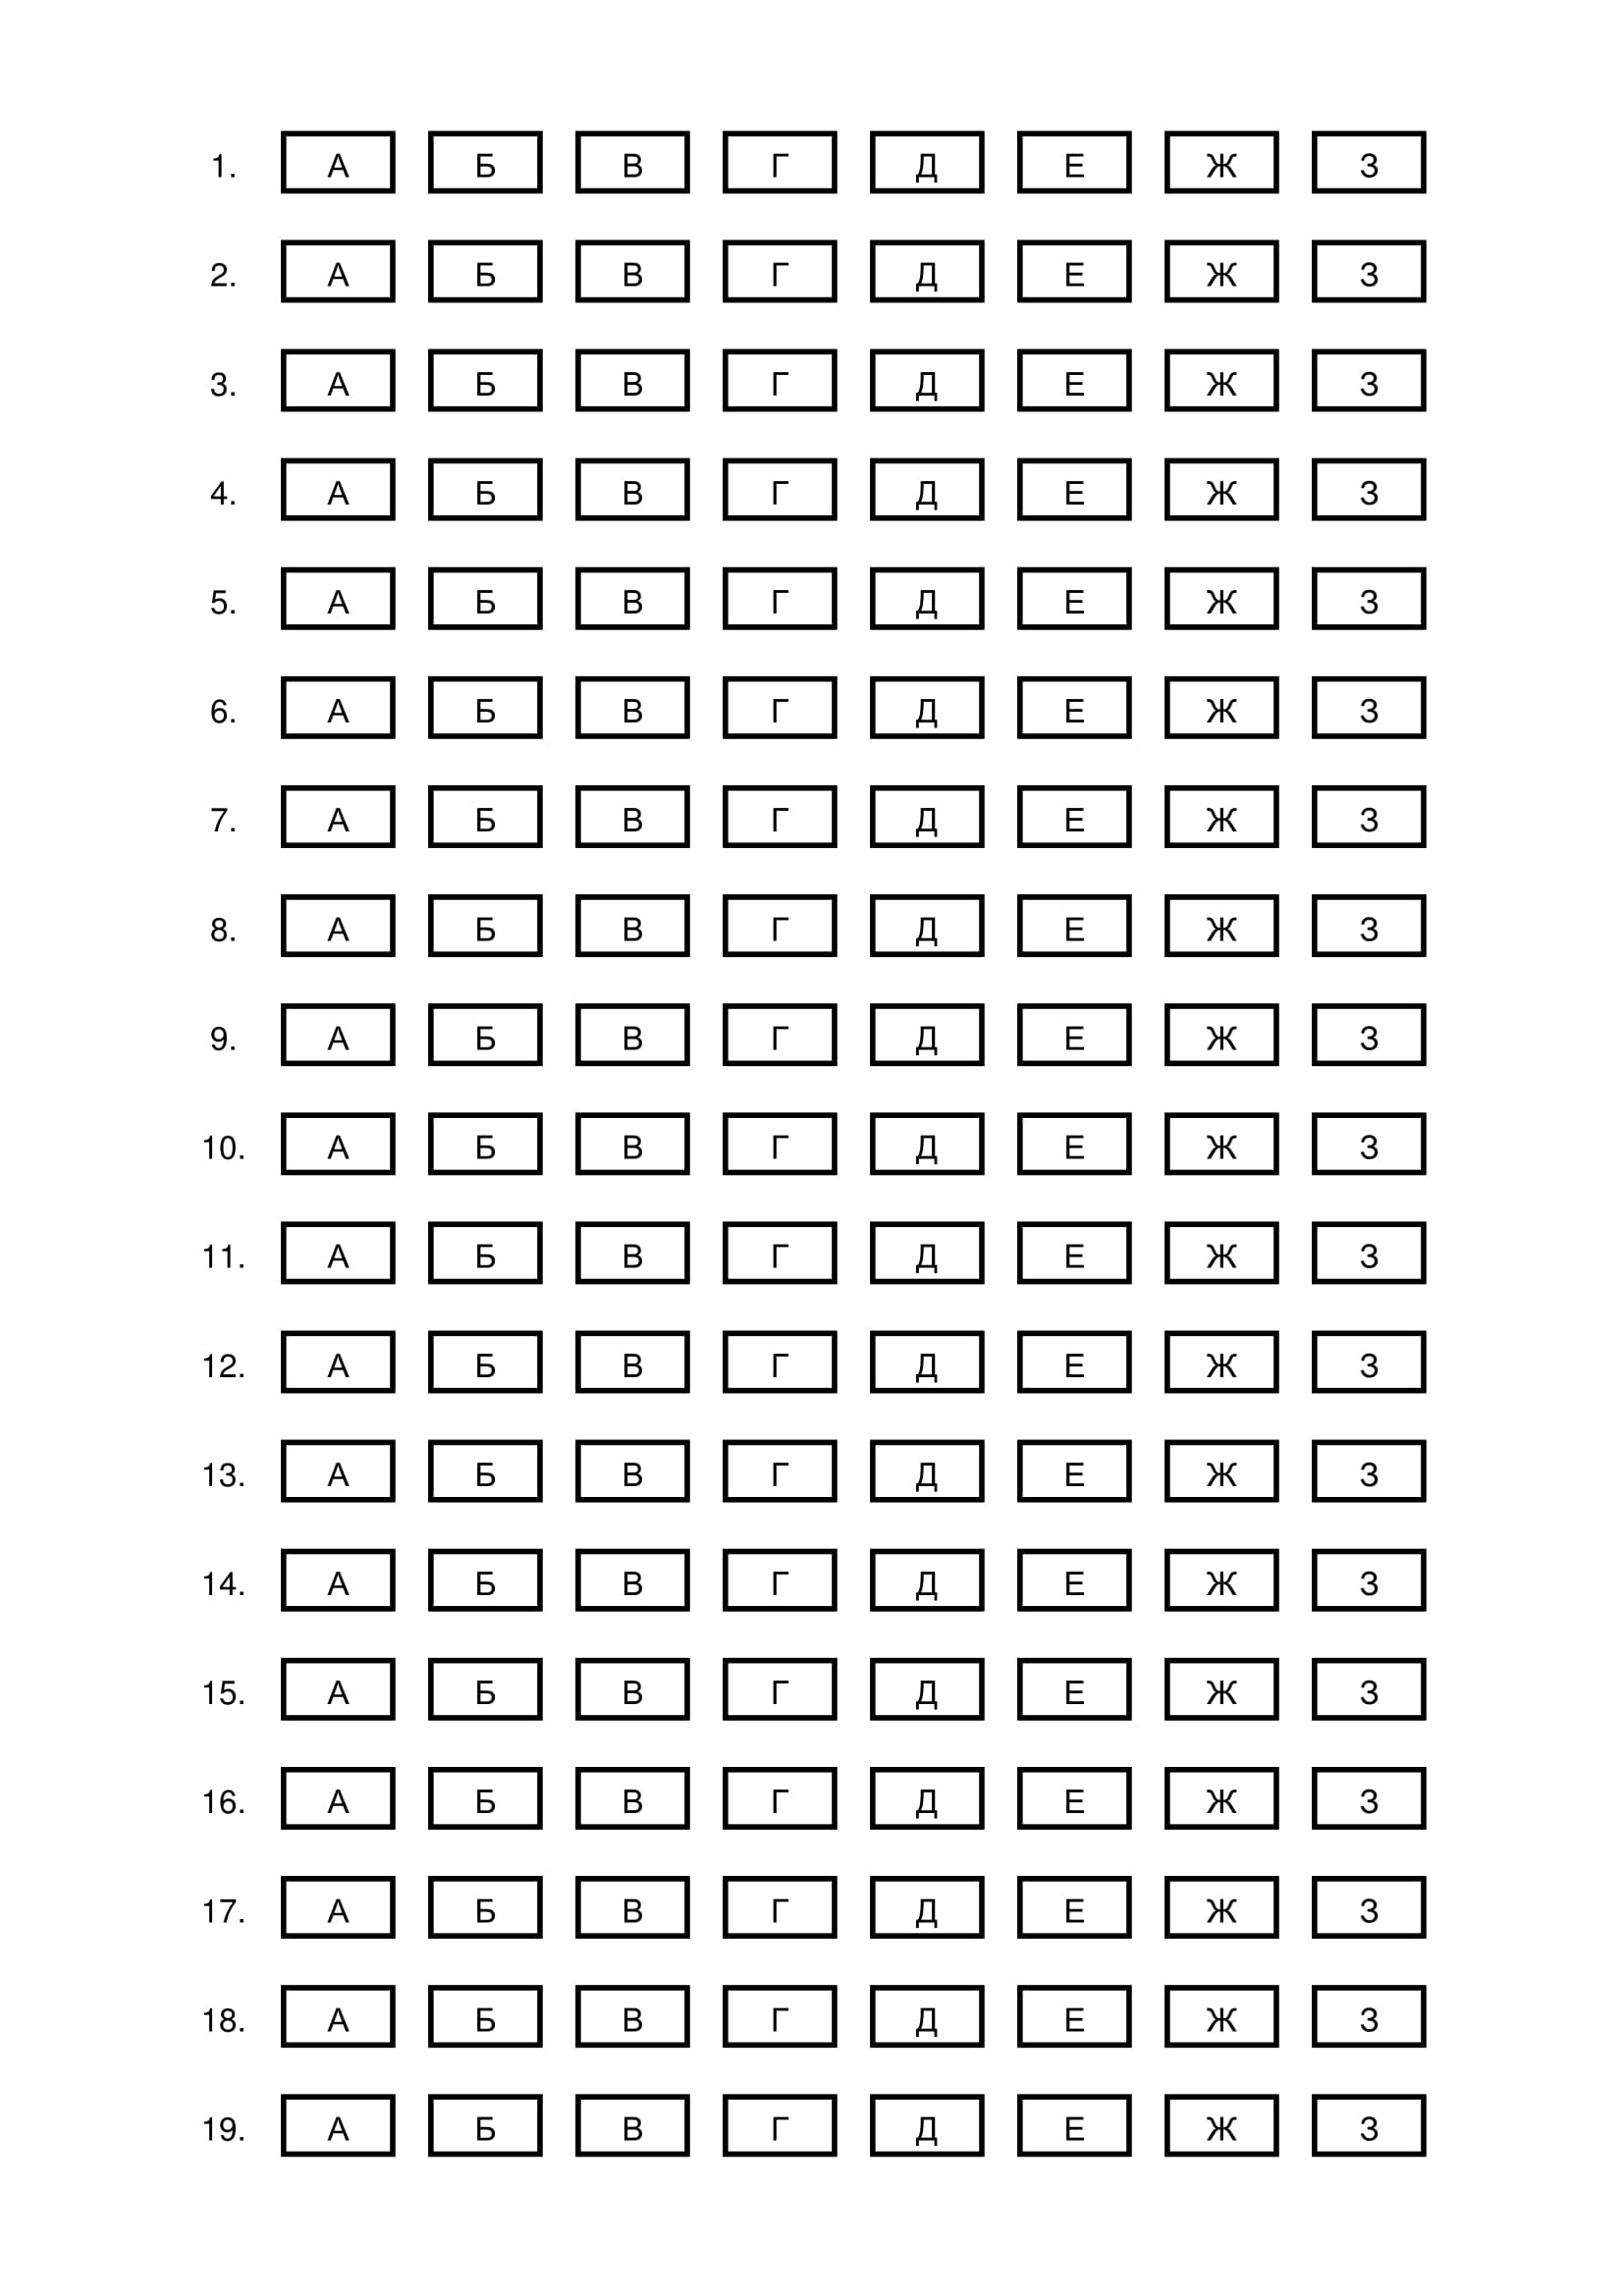 1. А Б В Г Д Е Ж З
2. А Б В Г Д Е Ж З
3. А Б В Г Д Е Ж З
4. А Б В Г Д Е Ж З
5. А Б В Г Д Е Ж З
6. А Б В Г Д Е Ж З
7. А Б В Г Д Е Ж З
8. А Б В Г Д Е Ж З
9. А Б В Г Д Е Ж З
10. А Б В Г Д Е Ж З
11. А Б В Г Д Е Ж З
12. А Б В Г Д Е Ж З
13. А Б В Г Д Е Ж З
14. А Б В Г Д Е Ж З
15. А Б В Г Д Е Ж З
16. А Б В Г Д Е Ж З
17. А Б В Г Д Е Ж З
18. А Б В Г Д Е Ж З
19. А Б В Г Д Е Ж З